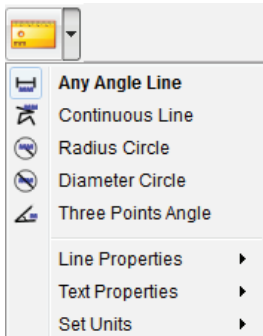 Any Angle Line
Continuous Line
Radius Circle
Diameter Circle
Three Points Angle
Line Properties
Text Properties
Set Units